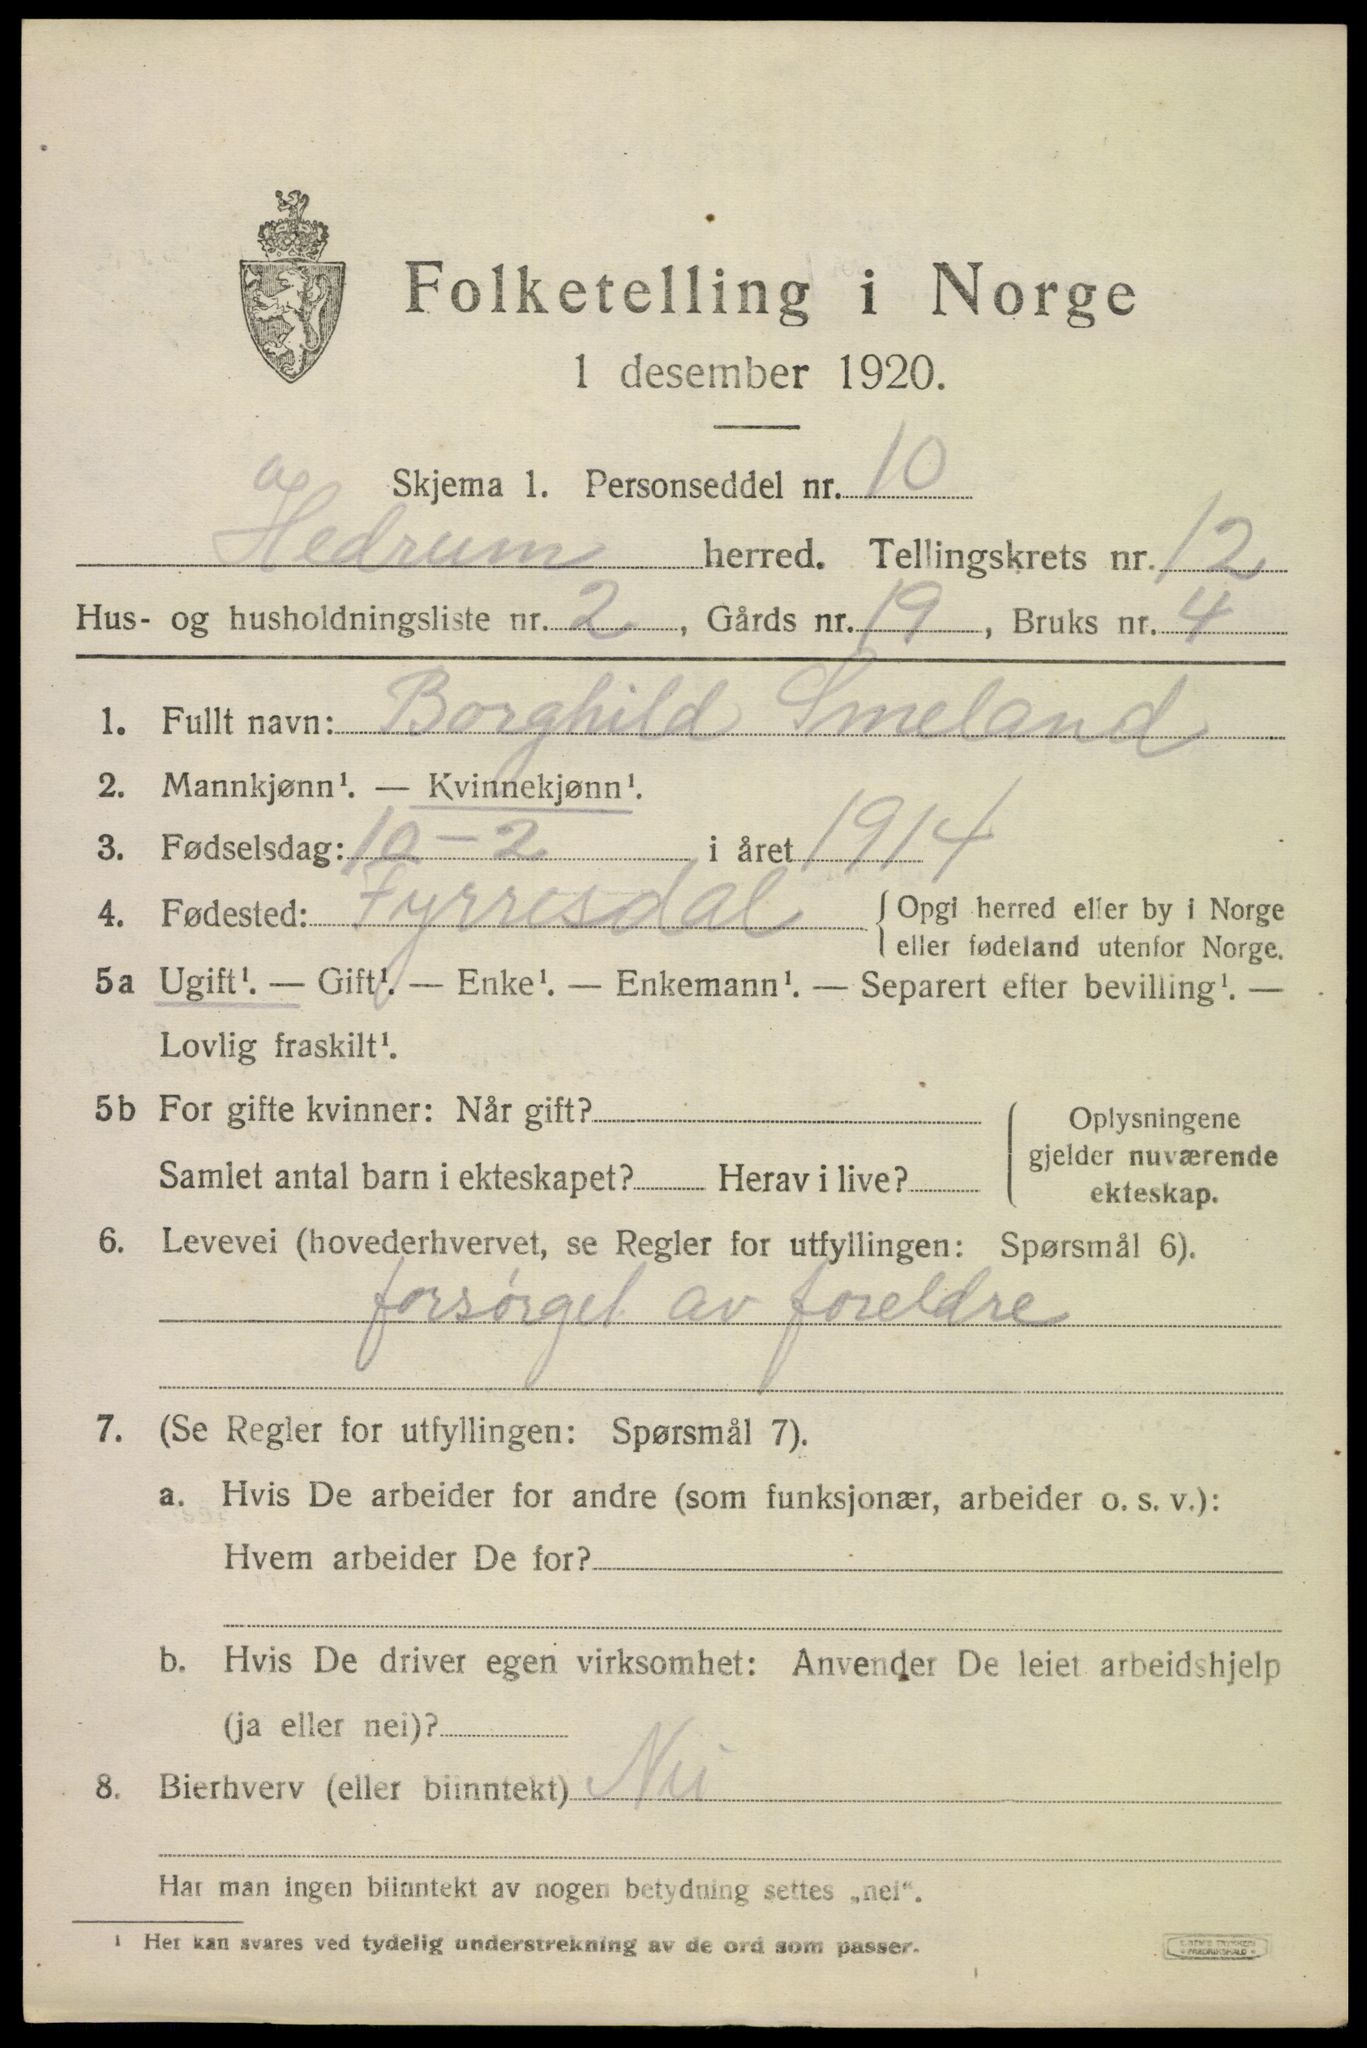 Folketelling i Norge
1 desember 1920.
Skjema 1. Personseddel nr. 10
a
Hedrum herred. Tellingskrets nr. 12
Hus- og husholdningsliste nr. 2, Gårds nr. 19, Bruks nr. 4
1. Fullt navn: Borghild Smeland
2. Mannkjønn¹. — Kvinnekjønn¹.
3. Fødselsdag: 10-2 i året 1914
4. Fødested: Fyrresdal { Opgi herred eller by i Norge
eller fødeland utenfor Norge.
5a Ugift¹. — Gift¹. — Enke¹. — Enkemann¹. — Separert efter bevilling¹. —
Lovlig fraskilt¹.
5b For gifte kvinner: Når gift?
Samlet antal barn i ekteskapet? Herav i live?
Oplysningene
gjelder nuværende
ekteskap.
6. Levevei (hovederhvervet, se Regler for utfyllingen: Spørsmål 6).
forsørget av foreldre
7. (Se Regler for utfyllingen: Spørsmål 7).
a. Hvis De arbeider for andre (som funksjonær, arbeider o. s. v.):
Hvem arbeider De for?
b. Hvis De driver egen virksomhet: Anvender De leiet arbeidshjelp
(ja eller nei)?
8. Bierhverv (eller biinntekt) Nei
Har man ingen biinntekt av nogen betydning settes „nei“.
¹ Her kan svares ved tydelig understrekning av de ord som passer.